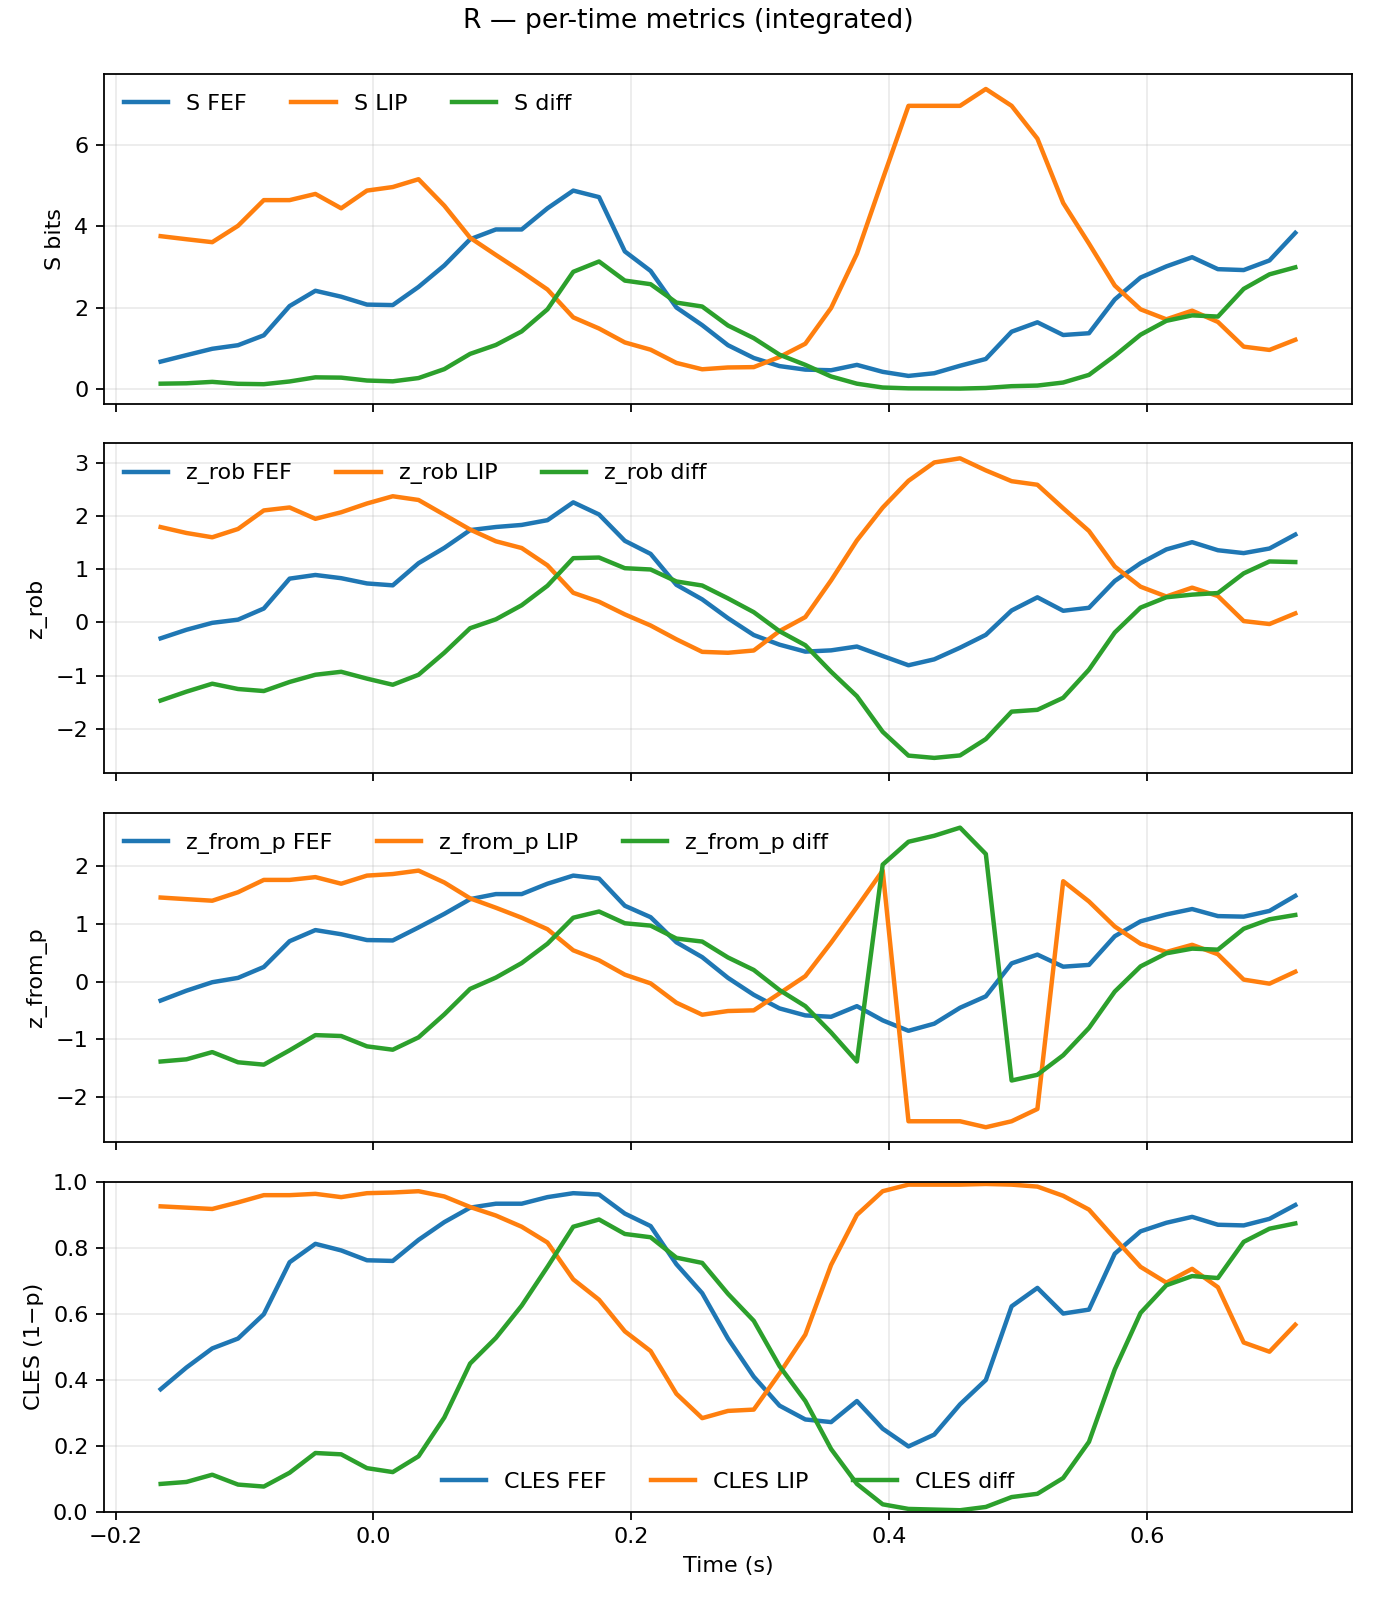 R — per-time metrics (integrated)
S FEF S LIP S diff
6
4
2
0
S bits
z_rob FEF z_rob LIP z_rob diff
3
2
1
0
−1
−2
z_rob
z_from_p FEF z_from_p LIP z_from_p diff
2
1
0
−1
−2
z_from_p
1.0
0.8
0.6
0.4
0.2
0.0
CLES (1−p)
CLES FEF CLES LIP CLES diff
−0.2 0.0 0.2 0.4 0.6
Time (s)